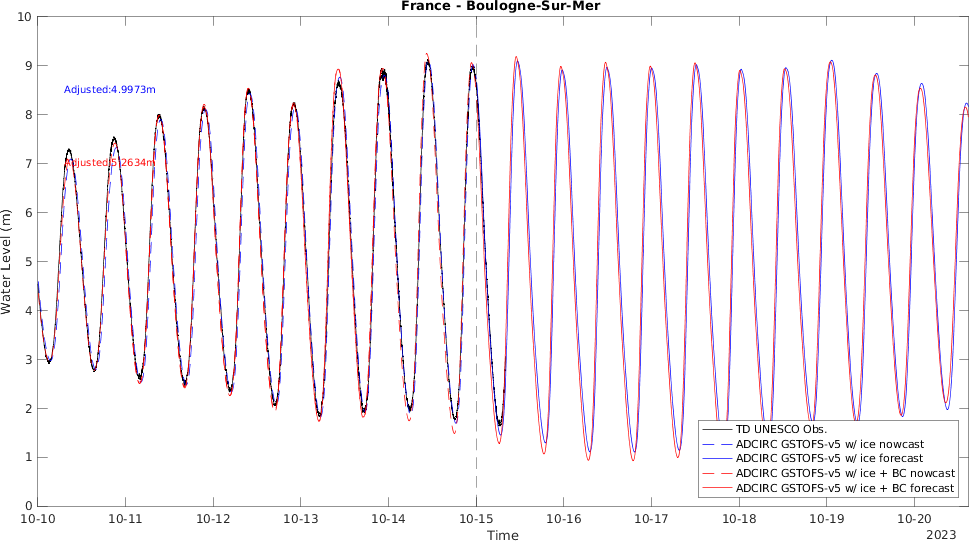 France - Boulogne-Sur-Mer
Water Level (m)
10
9
8
7
6
5
4
3
2
1
0
Adjusted:4.9973m
Adjusted:5.2634m
TD UNESCO Obs.
ADCIRC GSTOFS-v5 w/ ice nowcast
ADCIRC GSTOFS-v5 w/ ice forecast
ADCIRC GSTOFS-v5 w/ ice + BC nowcast
ADCIRC GSTOFS-v5 w/ ice + BC forecast
10-10 10-11 10-12 10-13 10-14 10-15 10-16 10-17 10-18 10-19 10-20
Time
2023